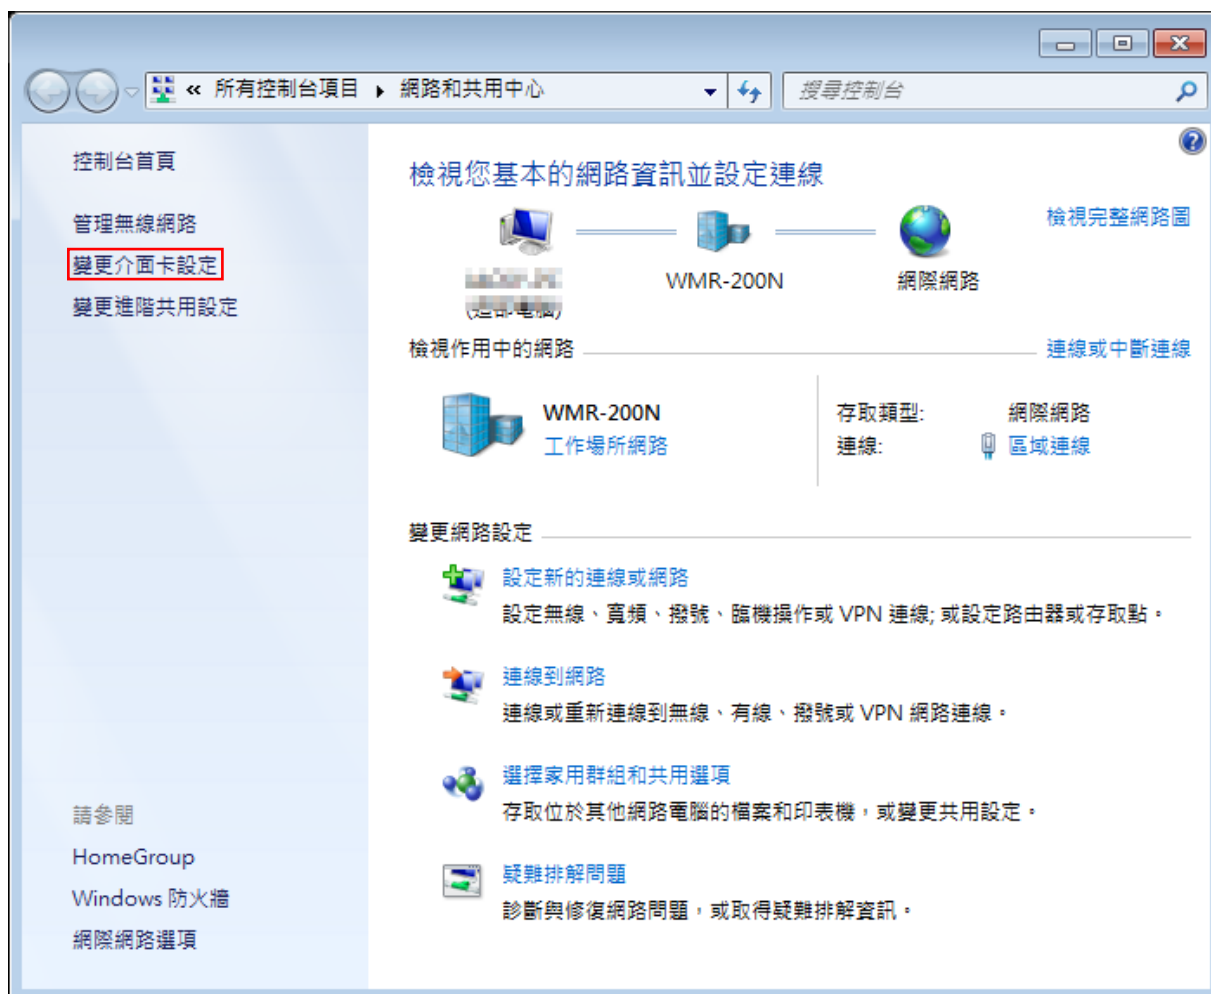 « 所有控制台項目 ▸ 網路和共用中心
搜尋控制台
控制台首頁
管理無線網路
變更介面卡設定
變更進階共用設定
請參閱
HomeGroup
Windows 防火牆
網際網路選項
檢視您基本的網路資訊並設定連線
檢視完整網路圖
WMR-200N
網際網路
(這部電腦)
檢視作用中的網路
連線或中斷連線
WMR-200N
工作場所網路
存取類型: 網際網路
連線: 區域連線
變更網路設定
設定新的連線或網路
設定無線、寬頻、撥號、臨機操作或 VPN 連線; 或設定路由器或存取點。
連線到網路
連線或重新連線到無線、有線、撥號或 VPN 網路連線。
選擇家用群組和共用選項
存取位於其他網路電腦的檔案和印表機，或變更共用設定。
疑難排解問題
診斷與修復網路問題，或取得疑難排解資訊。